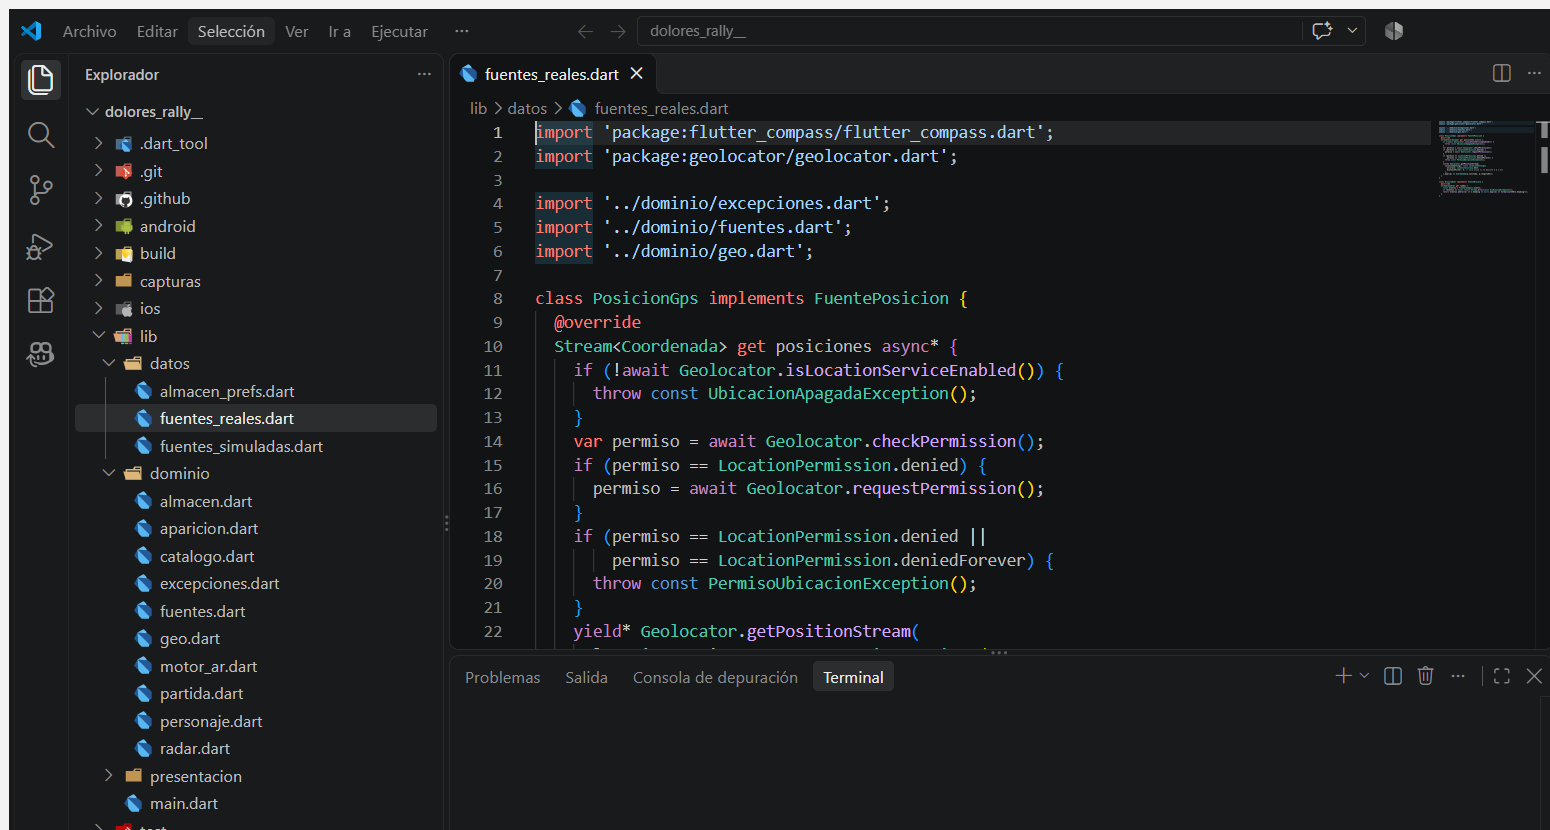 Archivo Editar Selección Ver Ir a Ejecutar ··· dolores_rally__
Explorador ···
dolores_rally__
.dart_tool
.git
.github
android
build
capturas
ios
lib
datos
almacen_prefs.dart
fuentes_reales.dart
fuentes_simuladas.dart
dominio
almacen.dart
aparicion.dart
catalogo.dart
excepciones.dart
fuentes.dart
geo.dart
motor_ar.dart
partida.dart
personaje.dart
radar.dart
presentacion
main.dart
fuentes_reales.dart
lib > datos > fuentes_reales.dart
1 import 'package:flutter_compass/flutter_compass.dart';
2 import 'package:geolocator/geolocator.dart';
3
4 import '../dominio/excepciones.dart';
5 import '../dominio/fuentes.dart';
6 import '../dominio/geo.dart';
7
8 class PosicionGps implements FuentePosicion {
9 @override
10 Stream<Coordenada> get posiciones async* {
11 if (!await Geolocator.isLocationServiceEnabled()) {
12 throw const UbicacionApagadaException();
13 }
14 var permiso = await Geolocator.checkPermission();
15 if (permiso == LocationPermission.denied) {
16 permiso = await Geolocator.requestPermission();
17 }
18 if (permiso == LocationPermission.denied ||
19 permiso == LocationPermission.deniedForever) {
20 throw const PermisoUbicacionException();
21 }
22 yield* Geolocator.getPositionStream(
Problemas Salida Consola de depuración Terminal